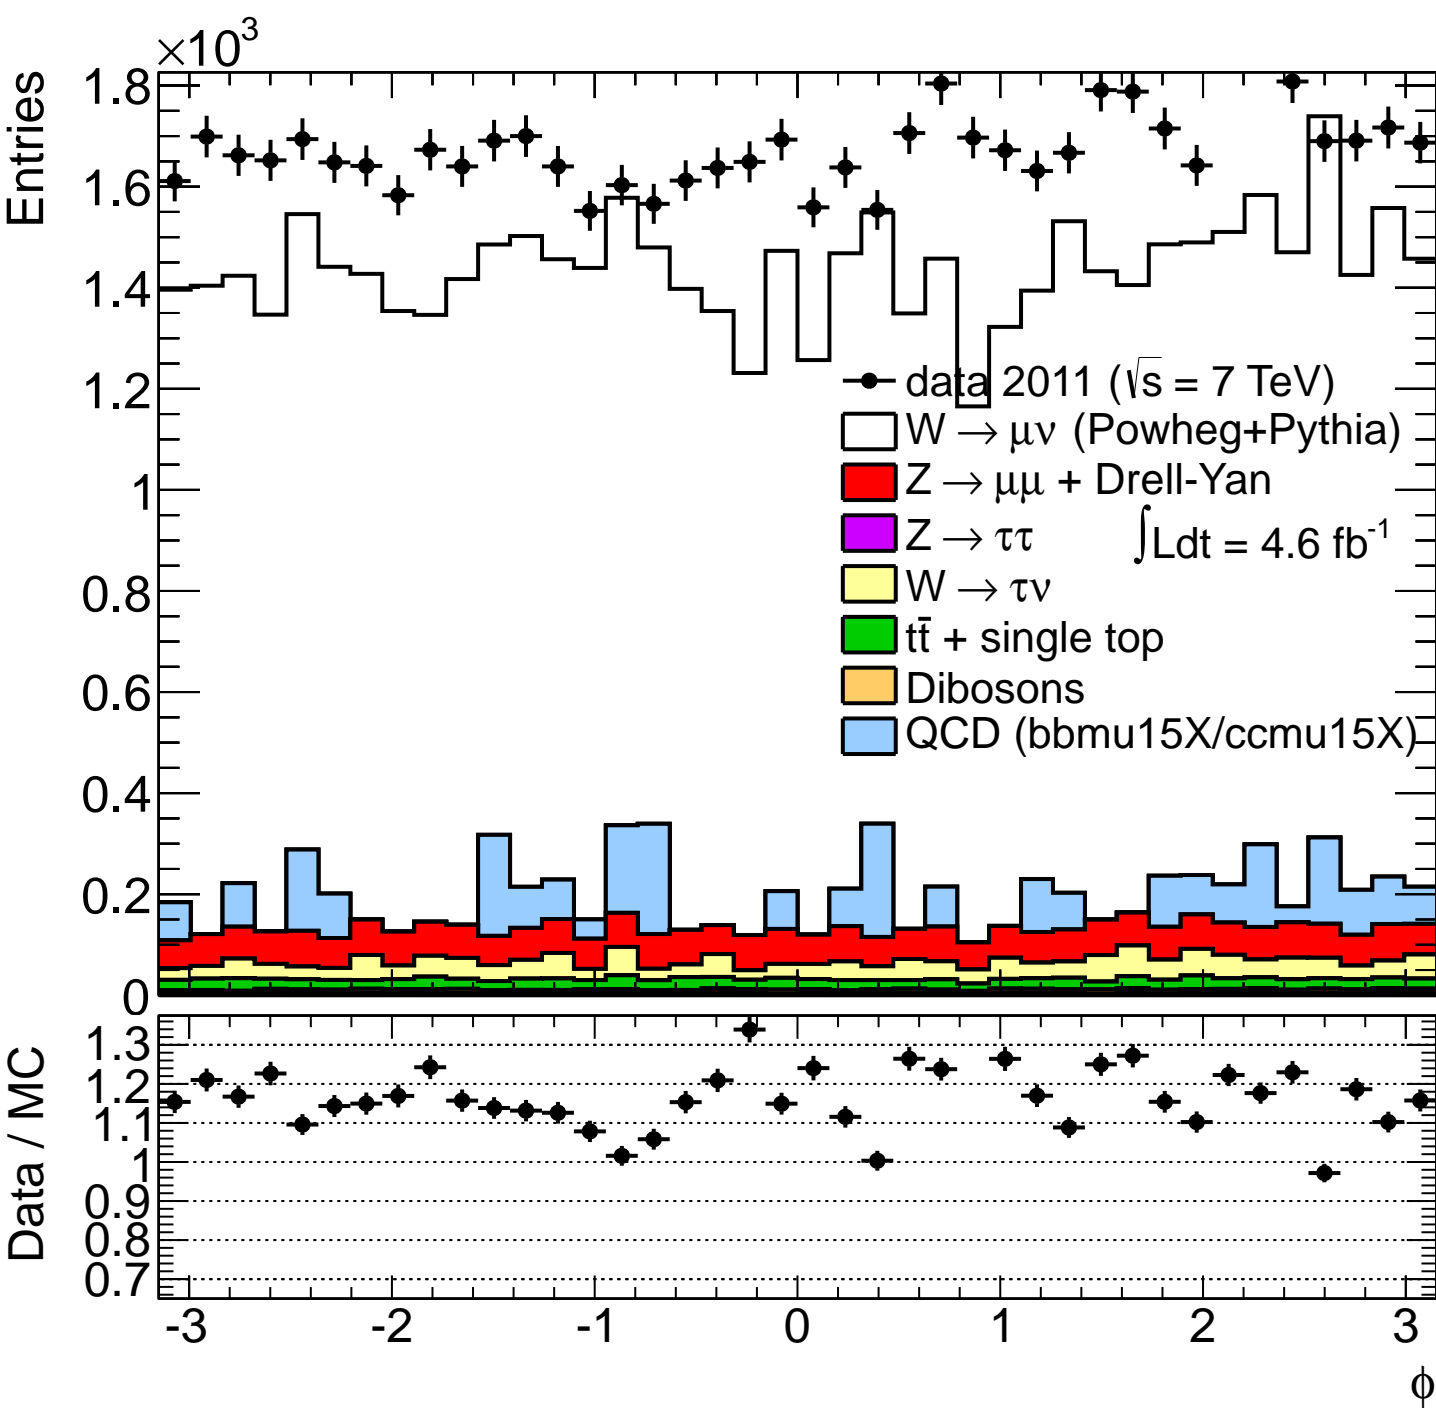 ×10³
Entries
1.8
1.6
1.4
1.2
1
0.8
0.6
0.4
0.2
0
data 2011 (√s = 7 TeV)
W → μν (Powheg+Pythia)
Z → μμ + Drell-Yan
Z → ττ
∫Ldt = 4.6 fb⁻¹
W → τν
tt̄ + single top
Dibosons
QCD (bbmu15X/ccmu15X)
Data / MC
1.3
1.2
1.1
1
0.9
0.8
0.7
-3 -2 -1 0 1 2 3
ϕ